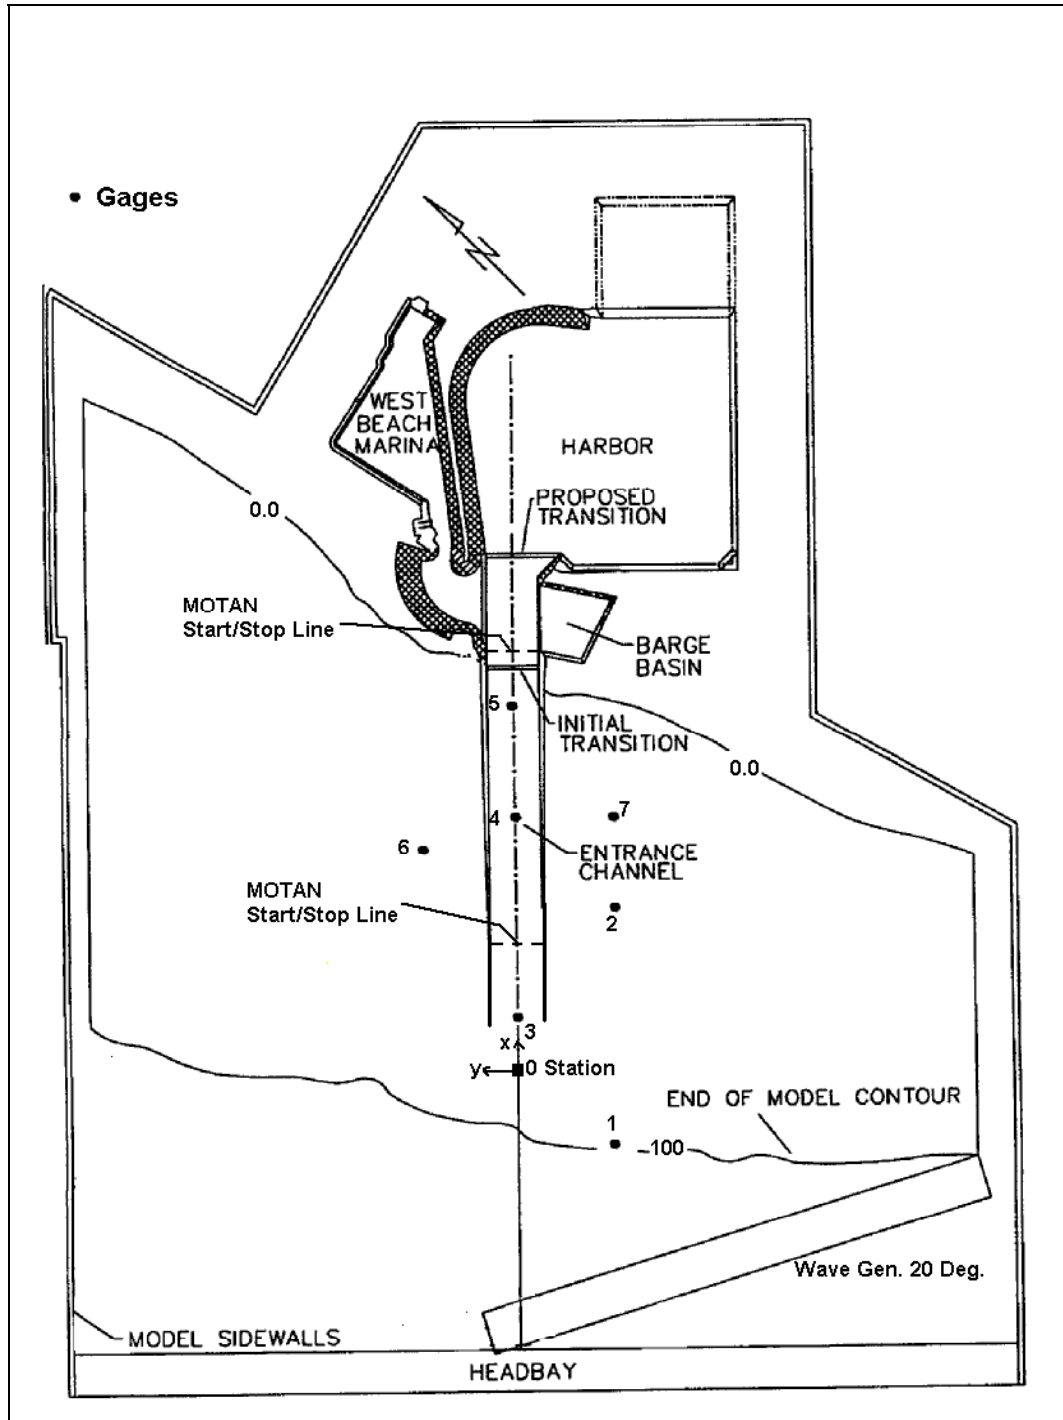 Gages
N
WEST
BEACH
MARINA
HARBOR
0.0
PROPOSED
TRANSITION
MOTAN
Start/Stop Line
BARGE
BASIN
5
INITIAL
TRANSITION
0.0
4
7
6
ENTRANCE
CHANNEL
MOTAN
Start/Stop Line
2
3
x
y
0 Station
END OF MODEL CONTOUR
1
-100
Wave Gen. 20 Deg.
MODEL SIDEWALLS
HEADBAY